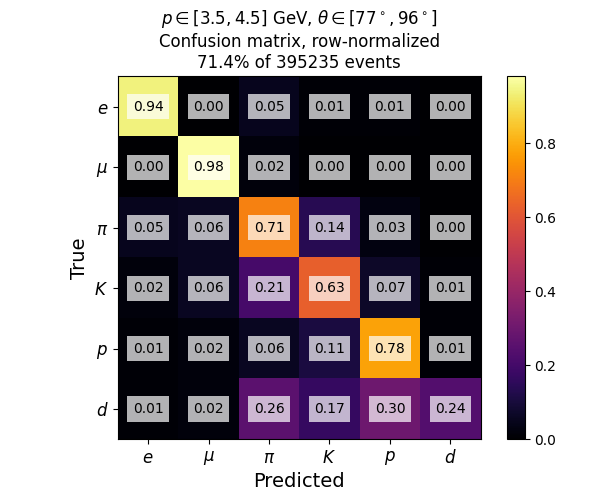 p ∈ [3.5, 4.5] GeV, θ ∈ [77°, 96°]
Confusion matrix, row-normalized
71.4% of 395235 events
e 0.94 0.00 0.05 0.01 0.01 0.00
μ 0.00 0.98 0.02 0.00 0.00 0.00
π 0.05 0.06 0.71 0.14 0.03 0.00
K 0.02 0.06 0.21 0.63 0.07 0.01
p 0.01 0.02 0.06 0.11 0.78 0.01
d 0.01 0.02 0.26 0.17 0.30 0.24
e μ π K p d
True
Predicted
0.8
0.6
0.4
0.2
0.0